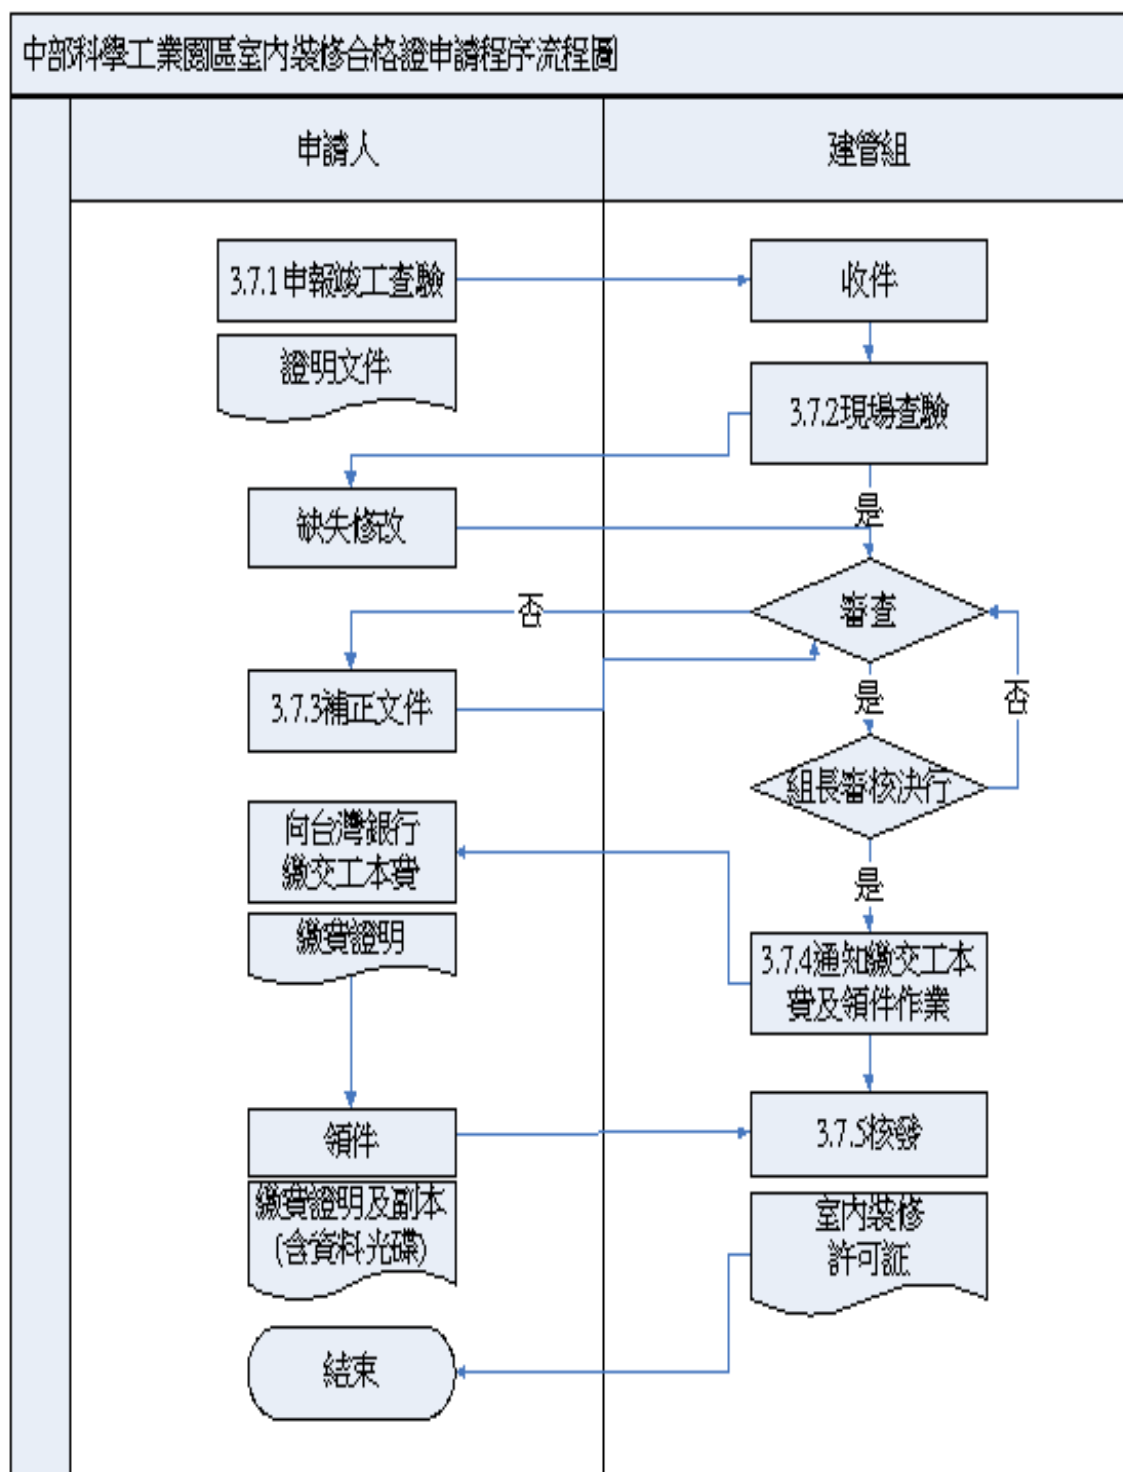 中部科學工業園區室內裝修合格證申請程序流程圖
申請人
建管組
3.7.1申報竣工查驗
收件
證明文件
3.7.2現場查驗
缺失修改
是
審查
否
3.7.3補正文件
是
否
組長審核決行
向台灣銀行
繳交工本費
是
繳費證明
3.7.4通知繳交工本
費及領件作業
領件
3.7.5核發
繳費證明及副本
(含資料光碟)
室內裝修
許可証
結束